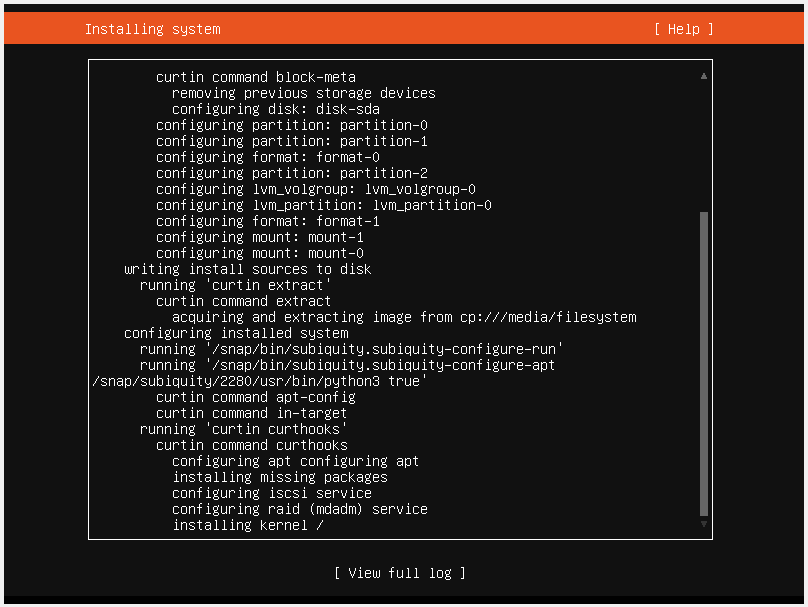 Installing system [ Help ]
curtin command block-meta
removing previous storage devices
configuring disk: disk-sda
configuring partition: partition-0
configuring partition: partition-1
configuring format: format-0
configuring partition: partition-2
configuring lvm_volgroup: lvm_volgroup-0
configuring lvm_partition: lvm_partition-0
configuring format: format-1
configuring mount: mount-1
configuring mount: mount-0
writing install sources to disk
running 'curtin extract'
curtin command extract
acquiring and extracting image from cp:///media/filesystem
configuring installed system
running '/snap/bin/subiquity.subiquity-configure-run'
running '/snap/bin/subiquity.subiquity-configure-apt
/snap/subiquity/2280/usr/bin/python3 true'
curtin command apt-config
curtin command in-target
running 'curtin curthooks'
curtin command curthooks
configuring apt configuring apt
installing missing packages
configuring iscsi service
configuring raid (mdadm) service
installing kernel /
[ View full log ]